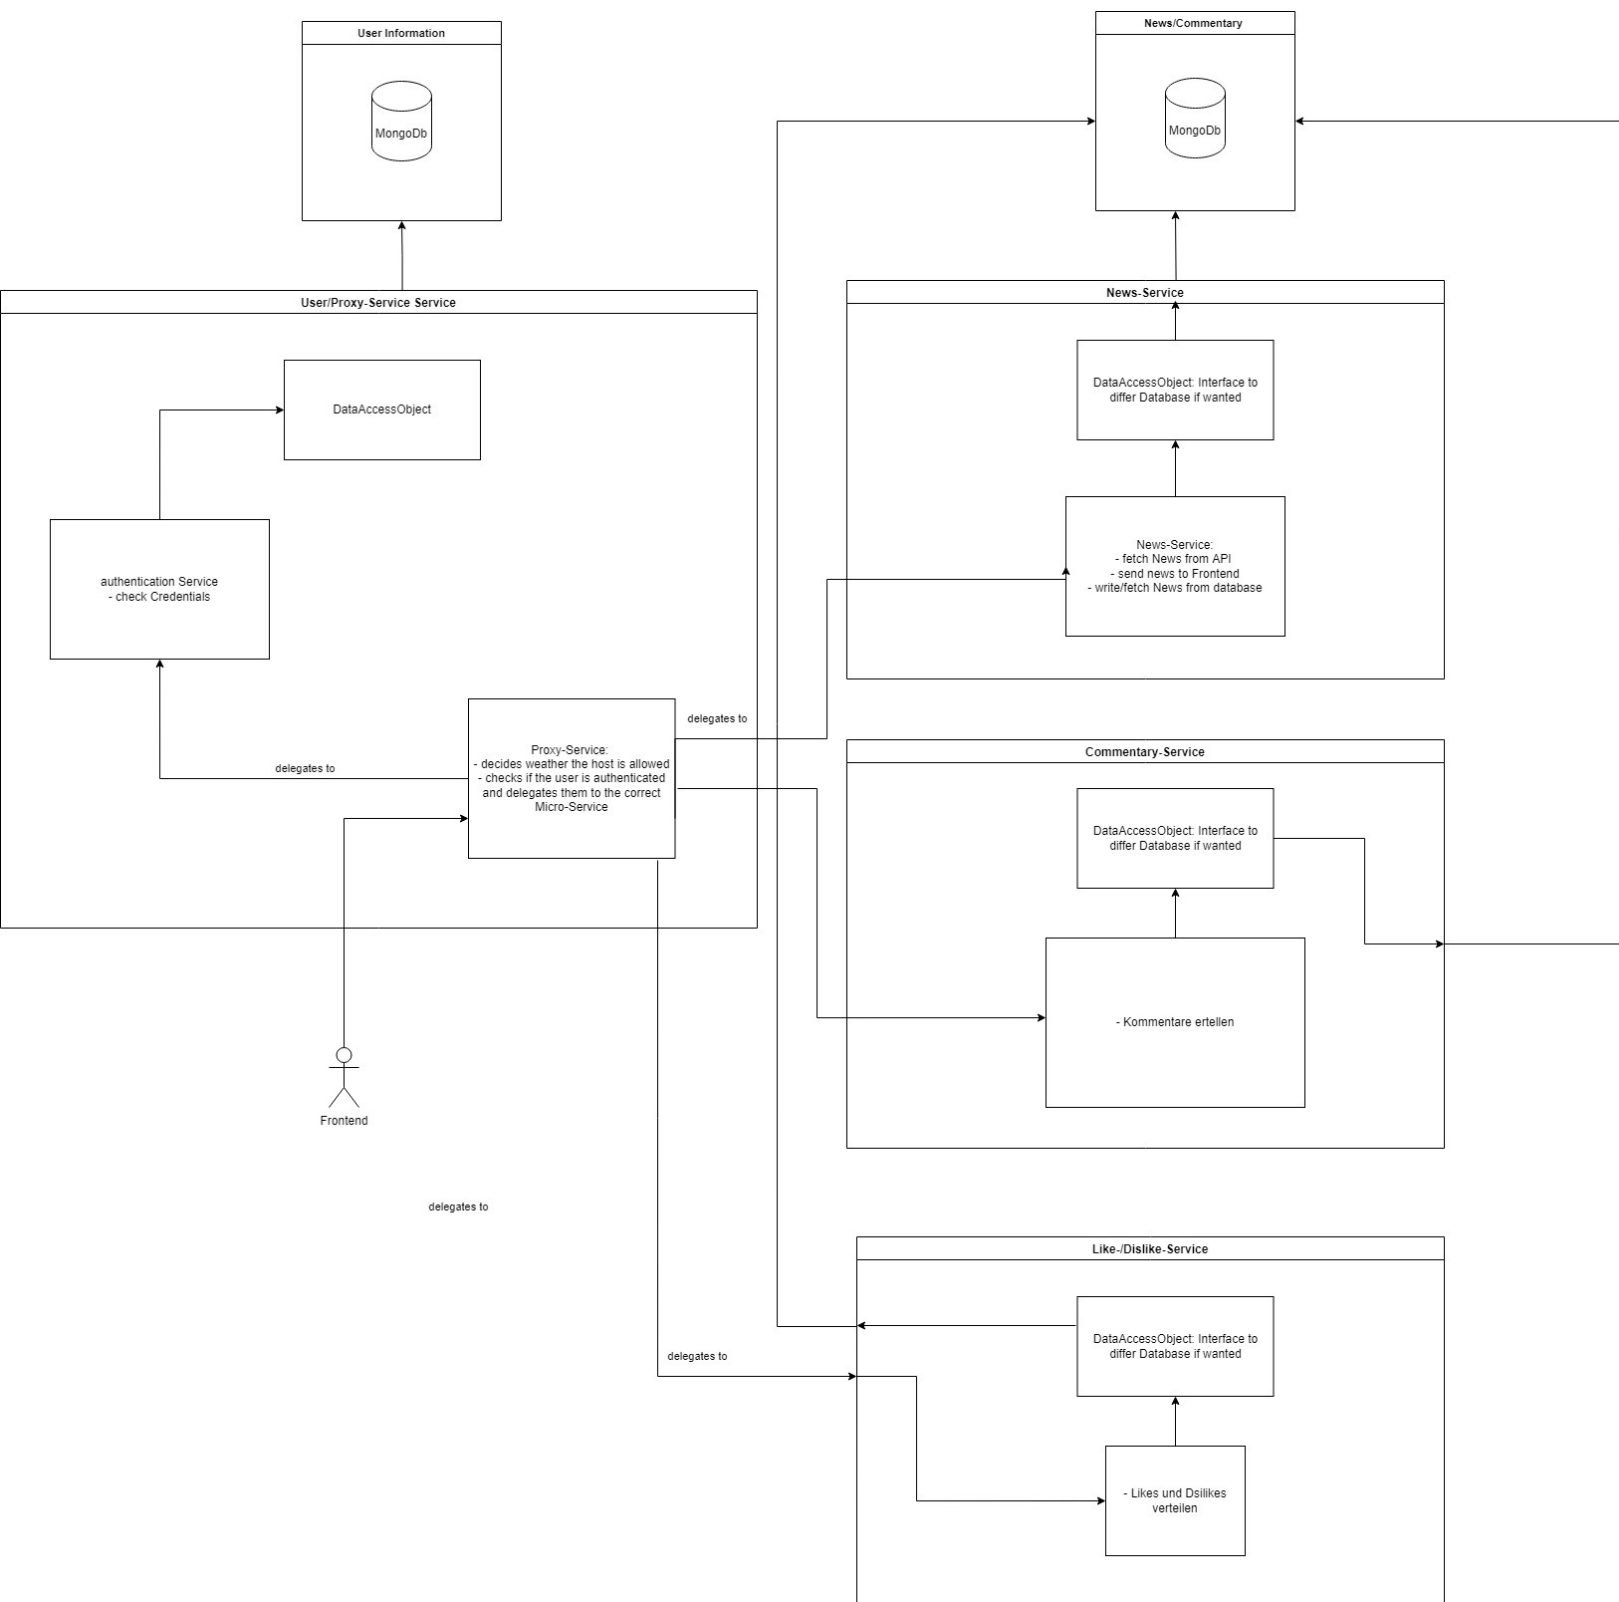 User Information
MongoDb
News/Commentary
MongoDb
User/Proxy-Service Service
DataAccessObject
authentication Service
- check Credentials
delegates to
Proxy-Service:
- decides weather the host is allowed
- checks if the user is authenticated
and delegates them to the correct
Micro-Service
delegates to
Frontend
delegates to
delegates to
News-Service
DataAccessObject: Interface to
differ Database if wanted
News-Service:
- fetch News from API
- send news to Frontend
- write/fetch News from database
Commentary-Service
DataAccessObject: Interface to
differ Database if wanted
- Kommentare ertellen
Like-/Dislike-Service
DataAccessObject: Interface to
differ Database if wanted
- Likes und Dsilikes
verteilen